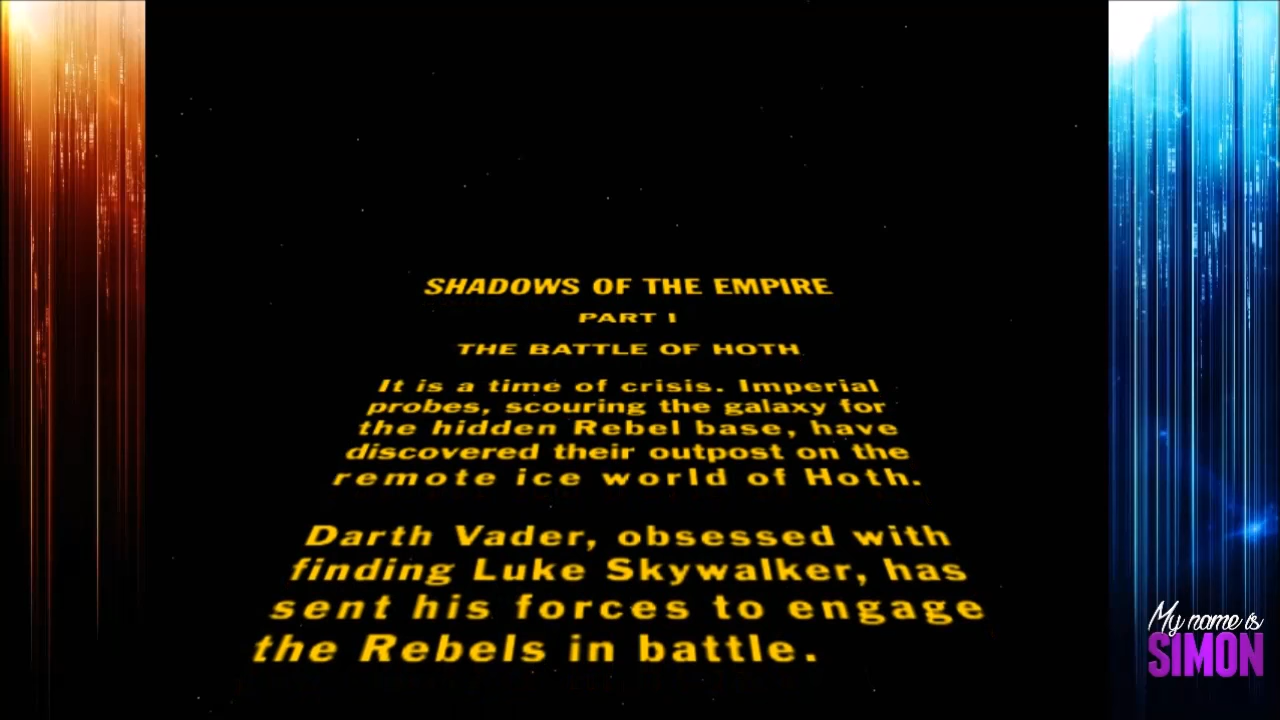 SHADOWS OF THE EMPIRE
PART I
THE BATTLE OF HOTH
It is a time of crisis. Imperial
probes, scouring the galaxy for
the hidden Rebel base, have
discovered their outpost on the
remote ice world of Hoth.
Darth Vader, obsessed with
finding Luke Skywalker, has
sent his forces to engage
the Rebels in battle.
My name is
SIMON